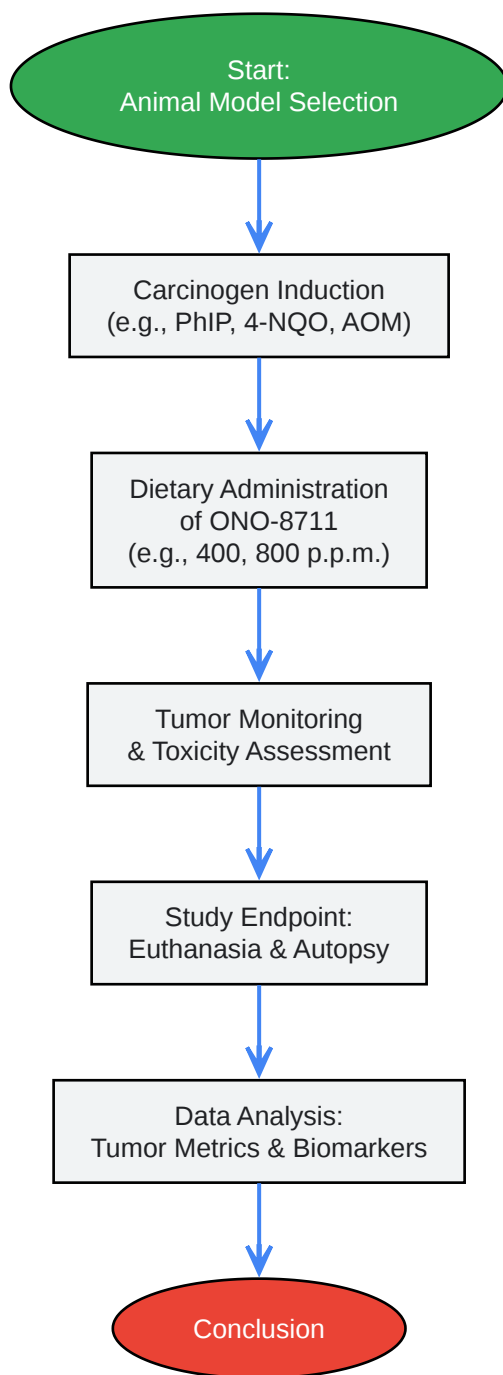 Start:
Animal Model Selection
Carcinogen Induction
(e.g., PhIP, 4-NQO, AOM)
Dietary Administration
of ONO-8711
(e.g., 400, 800 p.p.m.)
Tumor Monitoring
& Toxicity Assessment
Study Endpoint:
Euthanasia & Autopsy
Data Analysis:
Tumor Metrics & Biomarkers
Conclusion